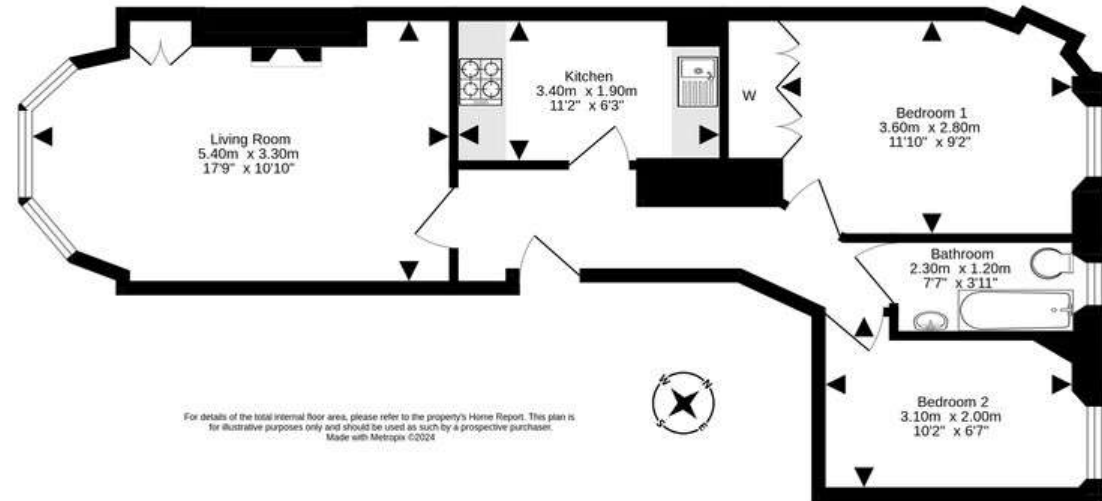 Living Room
5.40m x 3.30m
17'9" x 10'10"
Kitchen
3.40m x 1.90m
11'2" x 6'3"
W
Bedroom 1
3.60m x 2.80m
11'10" x 9'2"
Bathroom
2.30m x 1.20m
7'7" x 3'11"
Bedroom 2
3.10m x 2.00m
10'2" x 6'7"
W N
S E
For details of the total internal floor area, please refer to the property's Home Report. This plan is
for illustrative purposes only and should be used as such by a prospective purchaser.
Made with Metropix ©2024